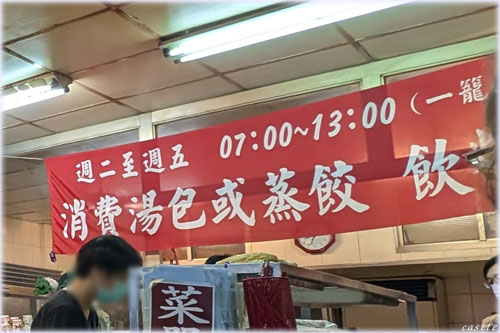 週二至週五 07:00~13:00（一籠
消費湯包或蒸餃 飲
菜
castle